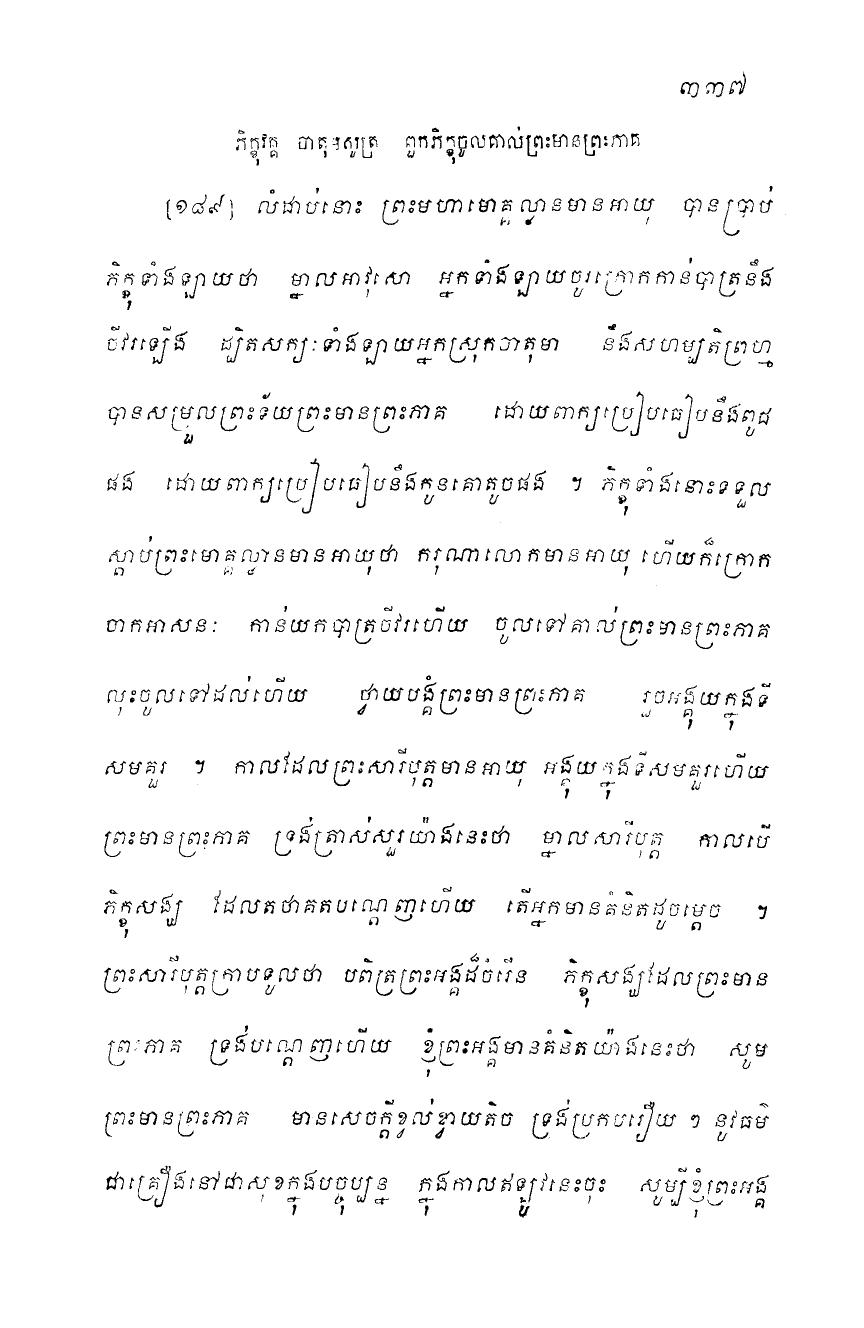 ៣៣៧
ភិក្ខុវគ្គ ចាតុមសូត្រ ពួកភិក្ខុចូលគាល់ព្រះមានព្រះភាគ
[១៨៩] លំដាប់នោះ ព្រះមហាមោគ្គល្លានមានអាយុ បានប្រាប់
ភិក្ខុទាំងឡាយថា ម្នាលអាវុសោ អ្នកទាំងឡាយចូរក្រោកកាន់បាត្រនឹង
ចីវរឡើង ដ្បិតសក្យៈទាំងឡាយអ្នកស្រុកចាតុមា នឹងសហម្បតិព្រហ្ម
បានសម្រួលព្រះទ័យព្រះមានព្រះភាគ ដោយពាក្យប្រៀបធៀបនឹងពូជ
ផង ដោយពាក្យប្រៀបធៀបនឹងកូនគោតូចផង ។ ភិក្ខុទាំងនោះទទួល
ស្តាប់ព្រះមោគ្គល្លានមានអាយុថា ករុណាលោកមានអាយុ ហើយក៏ក្រោក
ចាកអាសនៈ កាន់យកបាត្រចីវរហើយ ចូលទៅគាល់ព្រះមានព្រះភាគ
លុះចូលទៅដល់ហើយ ថ្វាយបង្គំព្រះមានព្រះភាគ រួចអង្គុយក្នុងទី
សមគួរ ។ កាលដែលព្រះសារីបុត្តមានអាយុ អង្គុយក្នុងទីសមគួរហើយ
ព្រះមានព្រះភាគ ទ្រង់ត្រាស់សួរយ៉ាងនេះថា ម្នាលសារីបុត្ត កាលបើ
ភិក្ខុសង្ឃ ដែលតថាគតបណ្តេញហើយ តើអ្នកមានគំនិតដូចម្តេច ។
ព្រះសារីបុត្តក្រាបទូលថា បពិត្រព្រះអង្គដ៏ចំរើន ភិក្ខុសង្ឃដែលព្រះមាន
ព្រះភាគ ទ្រង់បណ្តេញហើយ ខ្ញុំព្រះអង្គមានគំនិតយ៉ាងនេះថា សូម
ព្រះមានព្រះភាគ មានសេចក្តីខ្វល់ខ្វាយតិច ទ្រង់ប្រកបរឿយ ៗ នូវធម៌
ជាគ្រឿងនៅជាសុខក្នុងបច្ចុប្បន្ន ក្នុងកាលឥឡូវនេះចុះ សូម្បីខ្ញុំព្រះអង្គ